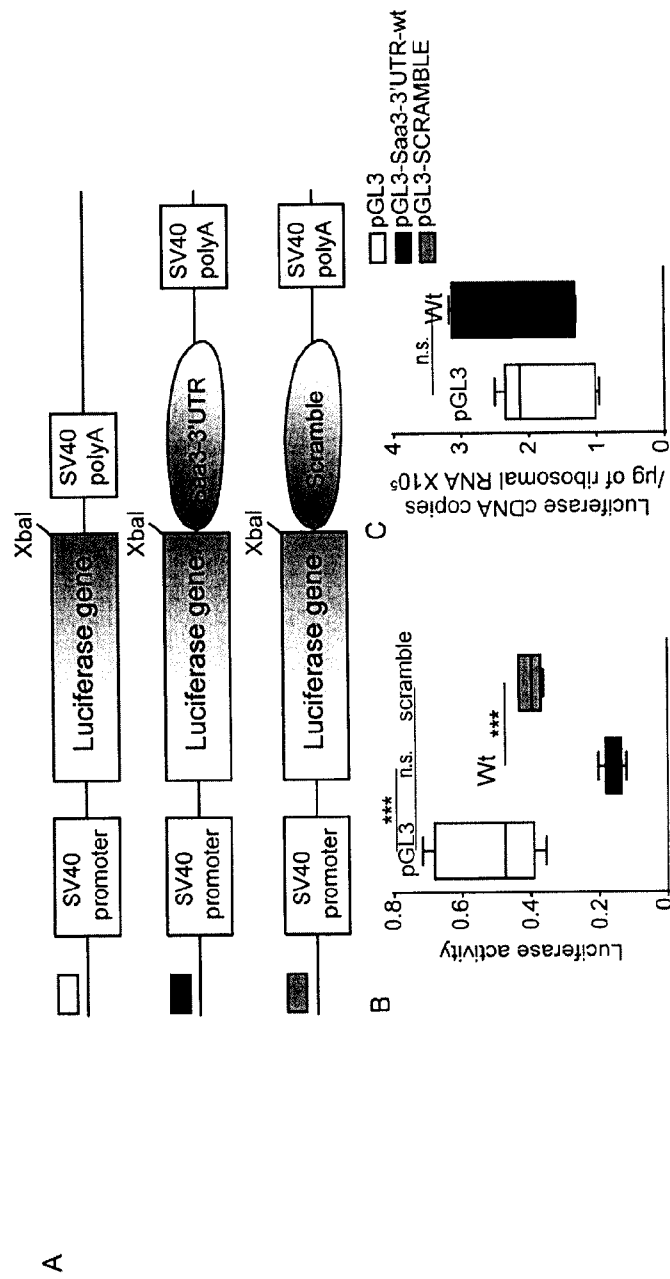 A
XbaI
SV40
promoter
Luciferase gene
SV40
polyA
XbaI
SV40
promoter
Luciferase gene
Saa3-3'UTR
SV40
polyA
XbaI
SV40
promoter
Luciferase gene
Scramble
SV40
polyA
B
Luciferase activity
0.8
0.6
0.4
0.2
0
***
n.s.
pGL3
Wt
***
scramble
C
Luciferase cDNA copies
/µg of ribosomal RNA X10⁵
4
3
2
1
0
n.s.
pGL3
Wt
pGL3
pGL3-Saa3-3'UTR-wt
pGL3-SCRAMBLE